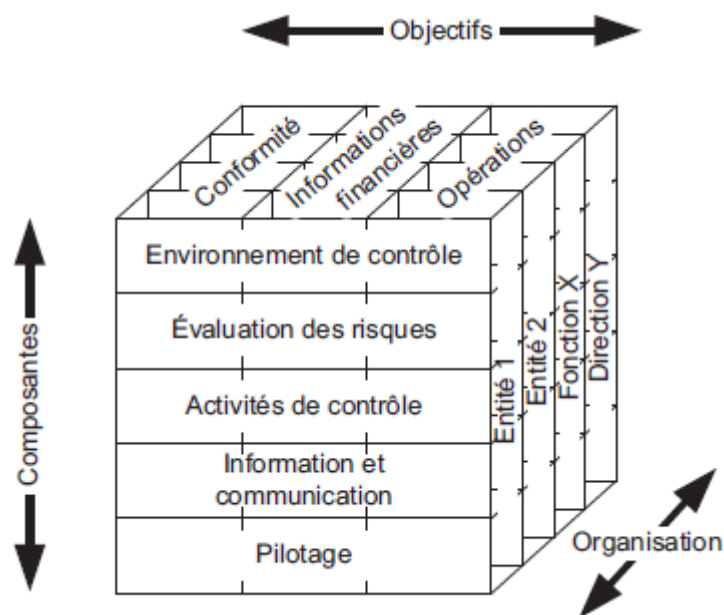 Objectifs
Conformité
Informations
financières
Opérations
Composantes
Environnement de contrôle
Évaluation des risques
Activités de contrôle
Information et
communication
Pilotage
Entité 1
Entité 2
Fonction X
Direction Y
Organisation